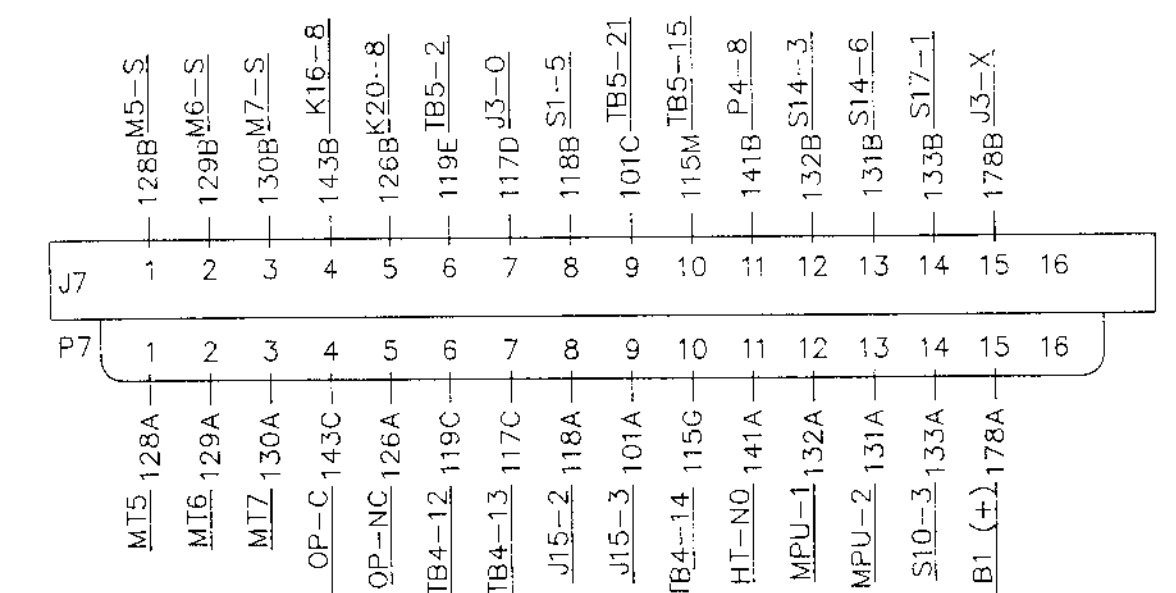 M5-S
M6-S
M7-S
K16-8
K20-8
TB5-2
J3-O
S1-5
TB5-21
TB5-15
P4-8
S14-3
S14-6
S17-1
J3-X
128B
129B
130B
143B
126B
119E
117D
118B
101C
115M
141B
132B
131B
133B
178B
J7 1 2 3 4 5 6 7 8 9 10 11 12 13 14 15 16
P7 1 2 3 4 5 6 7 8 9 10 11 12 13 14 15 16
128A
129A
130A
143C
126A
119C
117C
118A
101A
115G
141A
132A
131A
133A
178A
MT5
MT6
MT7
OP-C
OP-NC
TB4-12
TB4-13
J15-2
J15-3
TB4-14
HT-NO
MPU-1
MPU-2
S10-3
B1 (+)